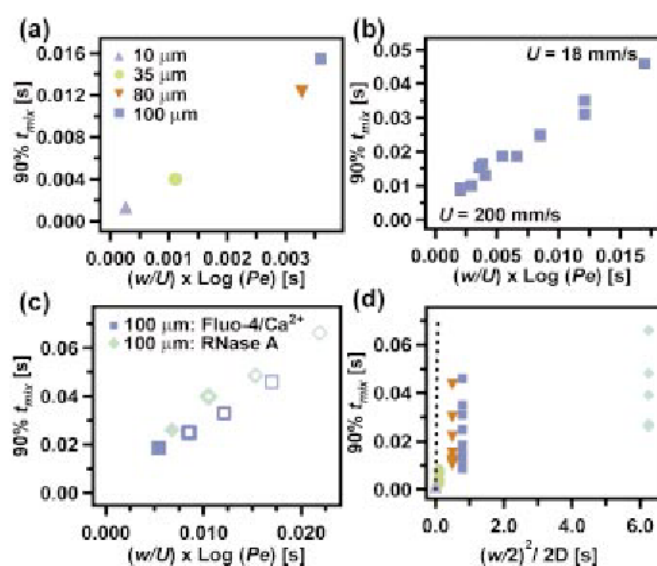 (a)
90% t_mix [s]
0.016
0.012
0.008
0.004
0.000
10 μm
35 μm
80 μm
100 μm
0.000 0.001 0.002 0.003
(w/U) x Log (Pe) [s]
(b)
90% t_mix [s]
0.05
0.04
0.03
0.02
0.01
0.00
U = 18 mm/s
U = 200 mm/s
0.000 0.005 0.010 0.015
(w/U) x Log (Pe) [s]
(c)
90% t_mix [s]
0.06
0.04
0.02
0.00
100 μm: Fluo-4/Ca²⁺
100 μm: RNase A
0.000 0.010 0.020
(w/U) x Log (Pe) [s]
(d)
90% t_mix [s]
0.06
0.04
0.02
0.00
0.0 2.0 4.0 6.0
(w/2)²/ 2D [s]